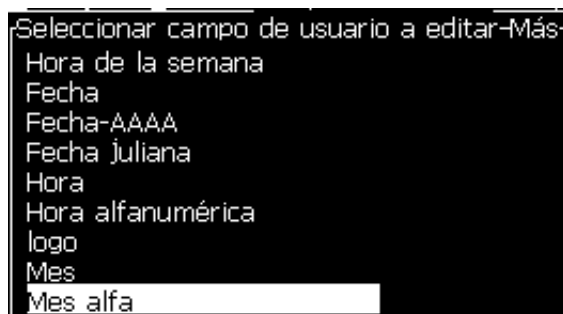 Seleccionar campo de usuario a editar-Más-
Hora de la semana
Fecha
Fecha-AAAA
Fecha juliana
Hora
Hora alfanumérica
logo
Mes
Mes alfa